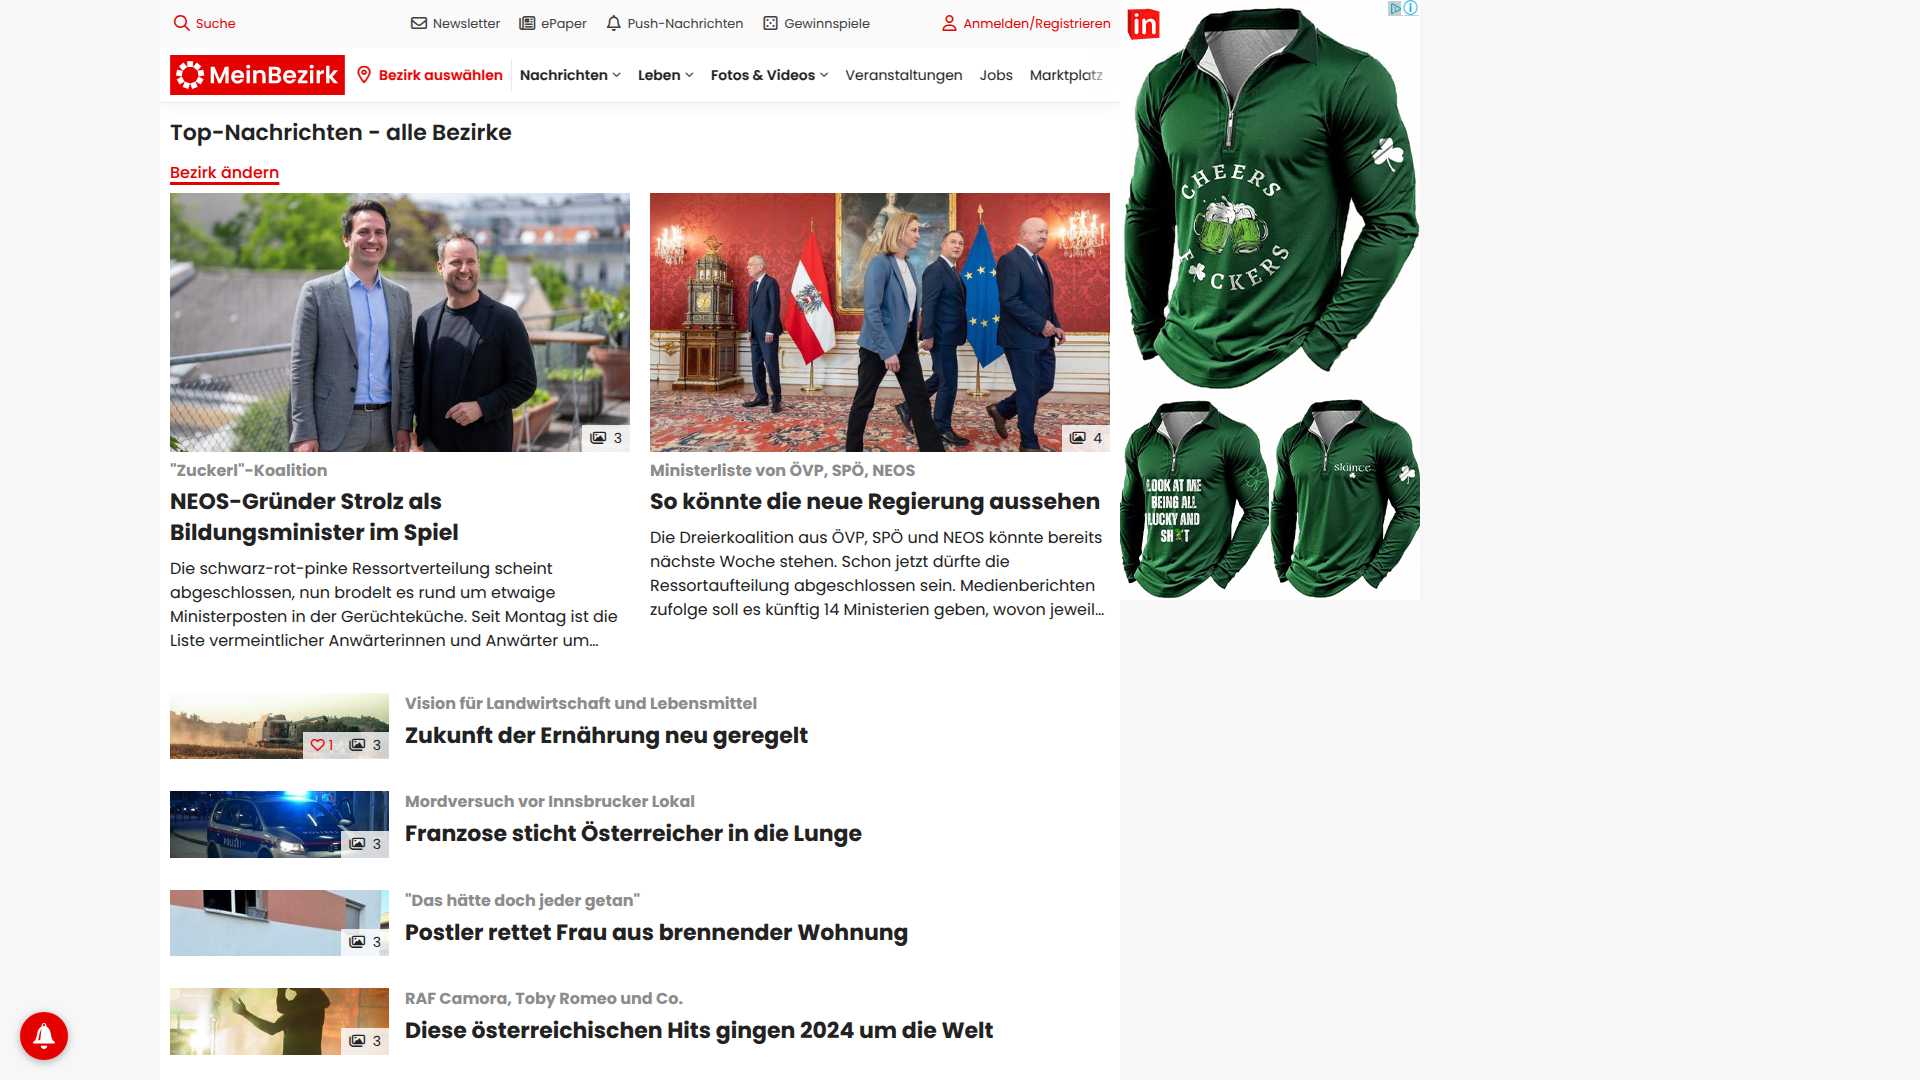 Suche
Newsletter
ePaper
Push-Nachrichten
Gewinnspiele
Anmelden/Registrieren
MeinBezirk
Bezirk auswählen
Nachrichten
Leben
Fotos & Videos
Veranstaltungen
Jobs
Marktplatz
Top-Nachrichten - alle Bezirke
Bezirk ändern
3
"Zuckerl"-Koalition
NEOS-Gründer Strolz als
Bildungsminister im Spiel
Die schwarz-rot-pinke Ressortverteilung scheint
abgeschlossen, nun brodelt es rund um etwaige
Ministerposten in der Gerüchteküche. Seit Montag ist die
Liste vermeintlicher Anwärterinnen und Anwärter um...
4
Ministerliste von ÖVP, SPÖ, NEOS
So könnte die neue Regierung aussehen
Die Dreierkoalition aus ÖVP, SPÖ und NEOS könnte bereits
nächste Woche stehen. Schon jetzt dürfte die
Ressortaufteilung abgeschlossen sein. Medienberichten
zufolge soll es künftig 14 Ministerien geben, wovon jeweil...
1 3
Vision für Landwirtschaft und Lebensmittel
Zukunft der Ernährung neu geregelt
POLIZEI
3
Mordversuch vor Innsbrucker Lokal
Franzose sticht Österreicher in die Lunge
3
"Das hätte doch jeder getan"
Postler rettet Frau aus brennender Wohnung
3
RAF Camora, Toby Romeo und Co.
Diese österreichischen Hits gingen 2024 um die Welt
in
CHEERS
F☘CKERS
LOOK AT ME
BEING ALL
LUCKY AND
SH T
sláinte